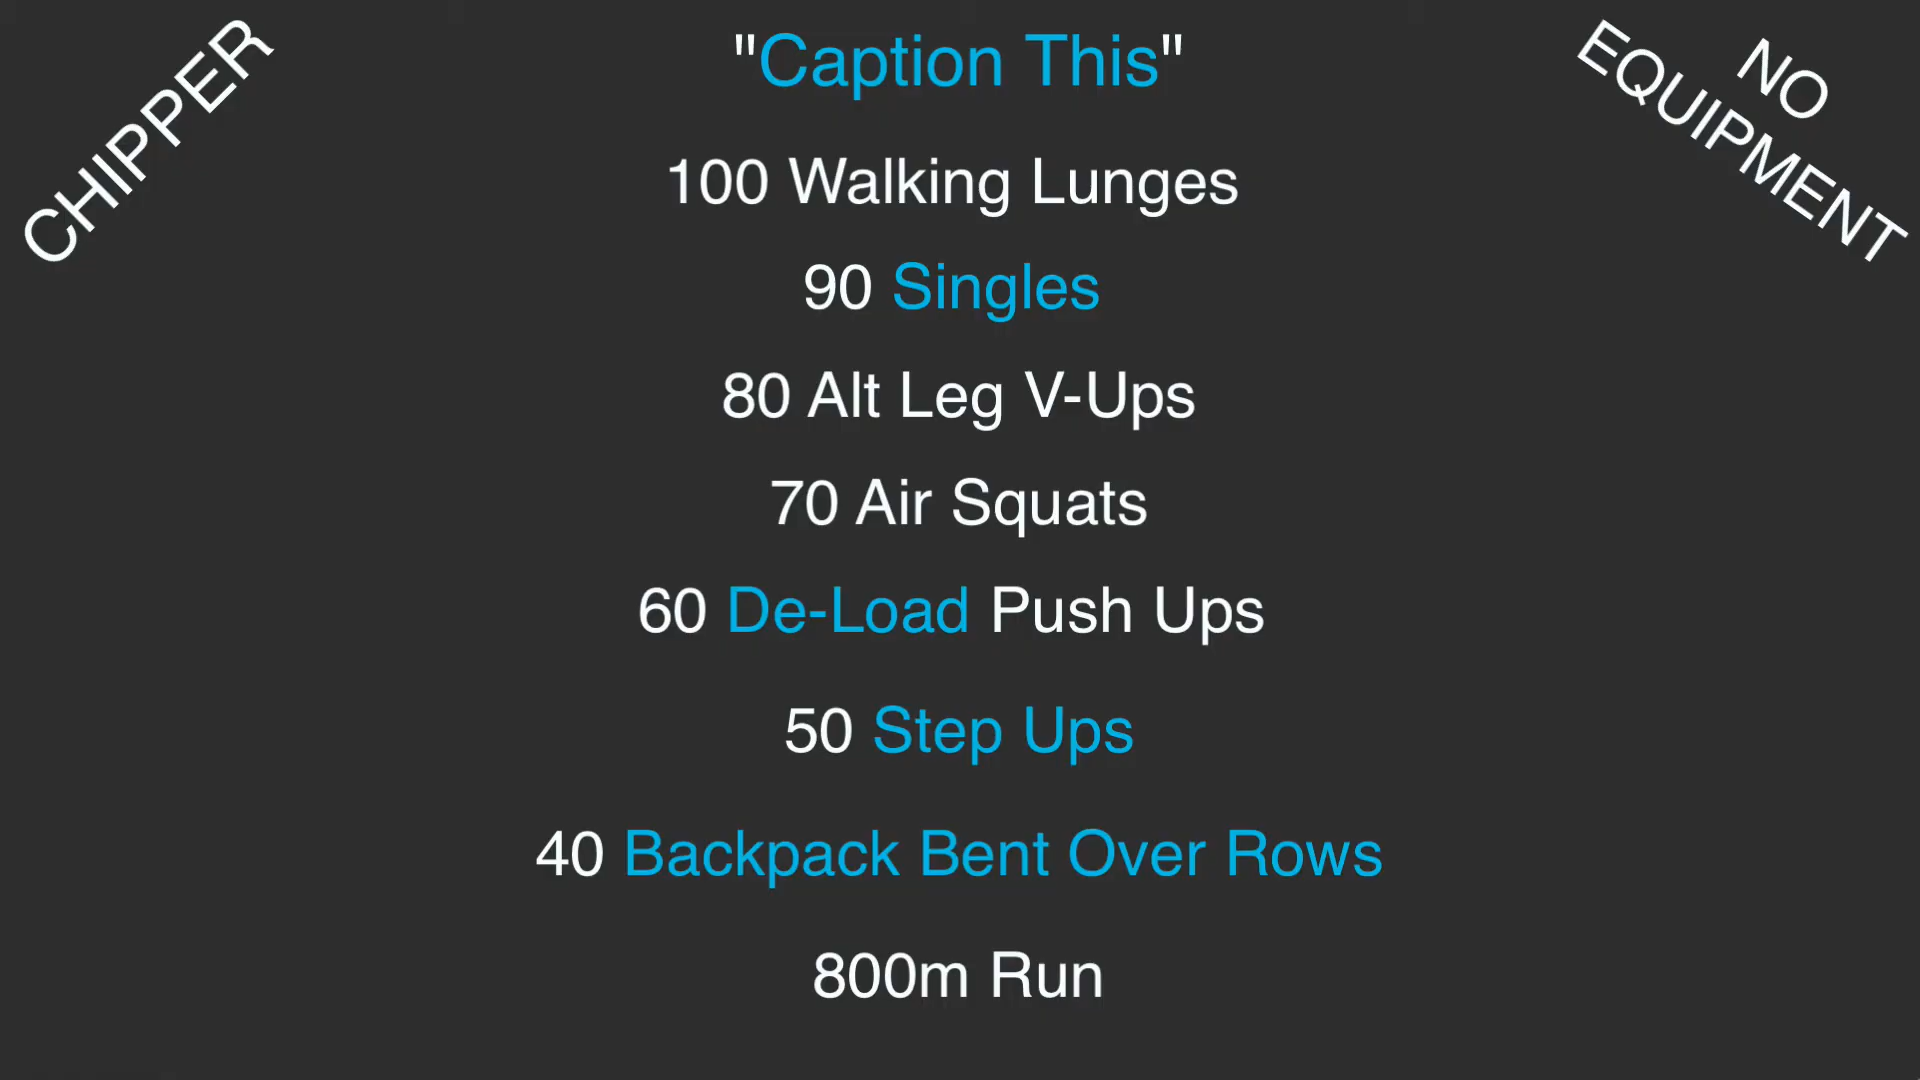 CHIPPER
"Caption This"
NO
EQUIPMENT
100 Walking Lunges
90 Singles
80 Alt Leg V-Ups
70 Air Squats
60 De-Load Push Ups
50 Step Ups
40 Backpack Bent Over Rows
800m Run